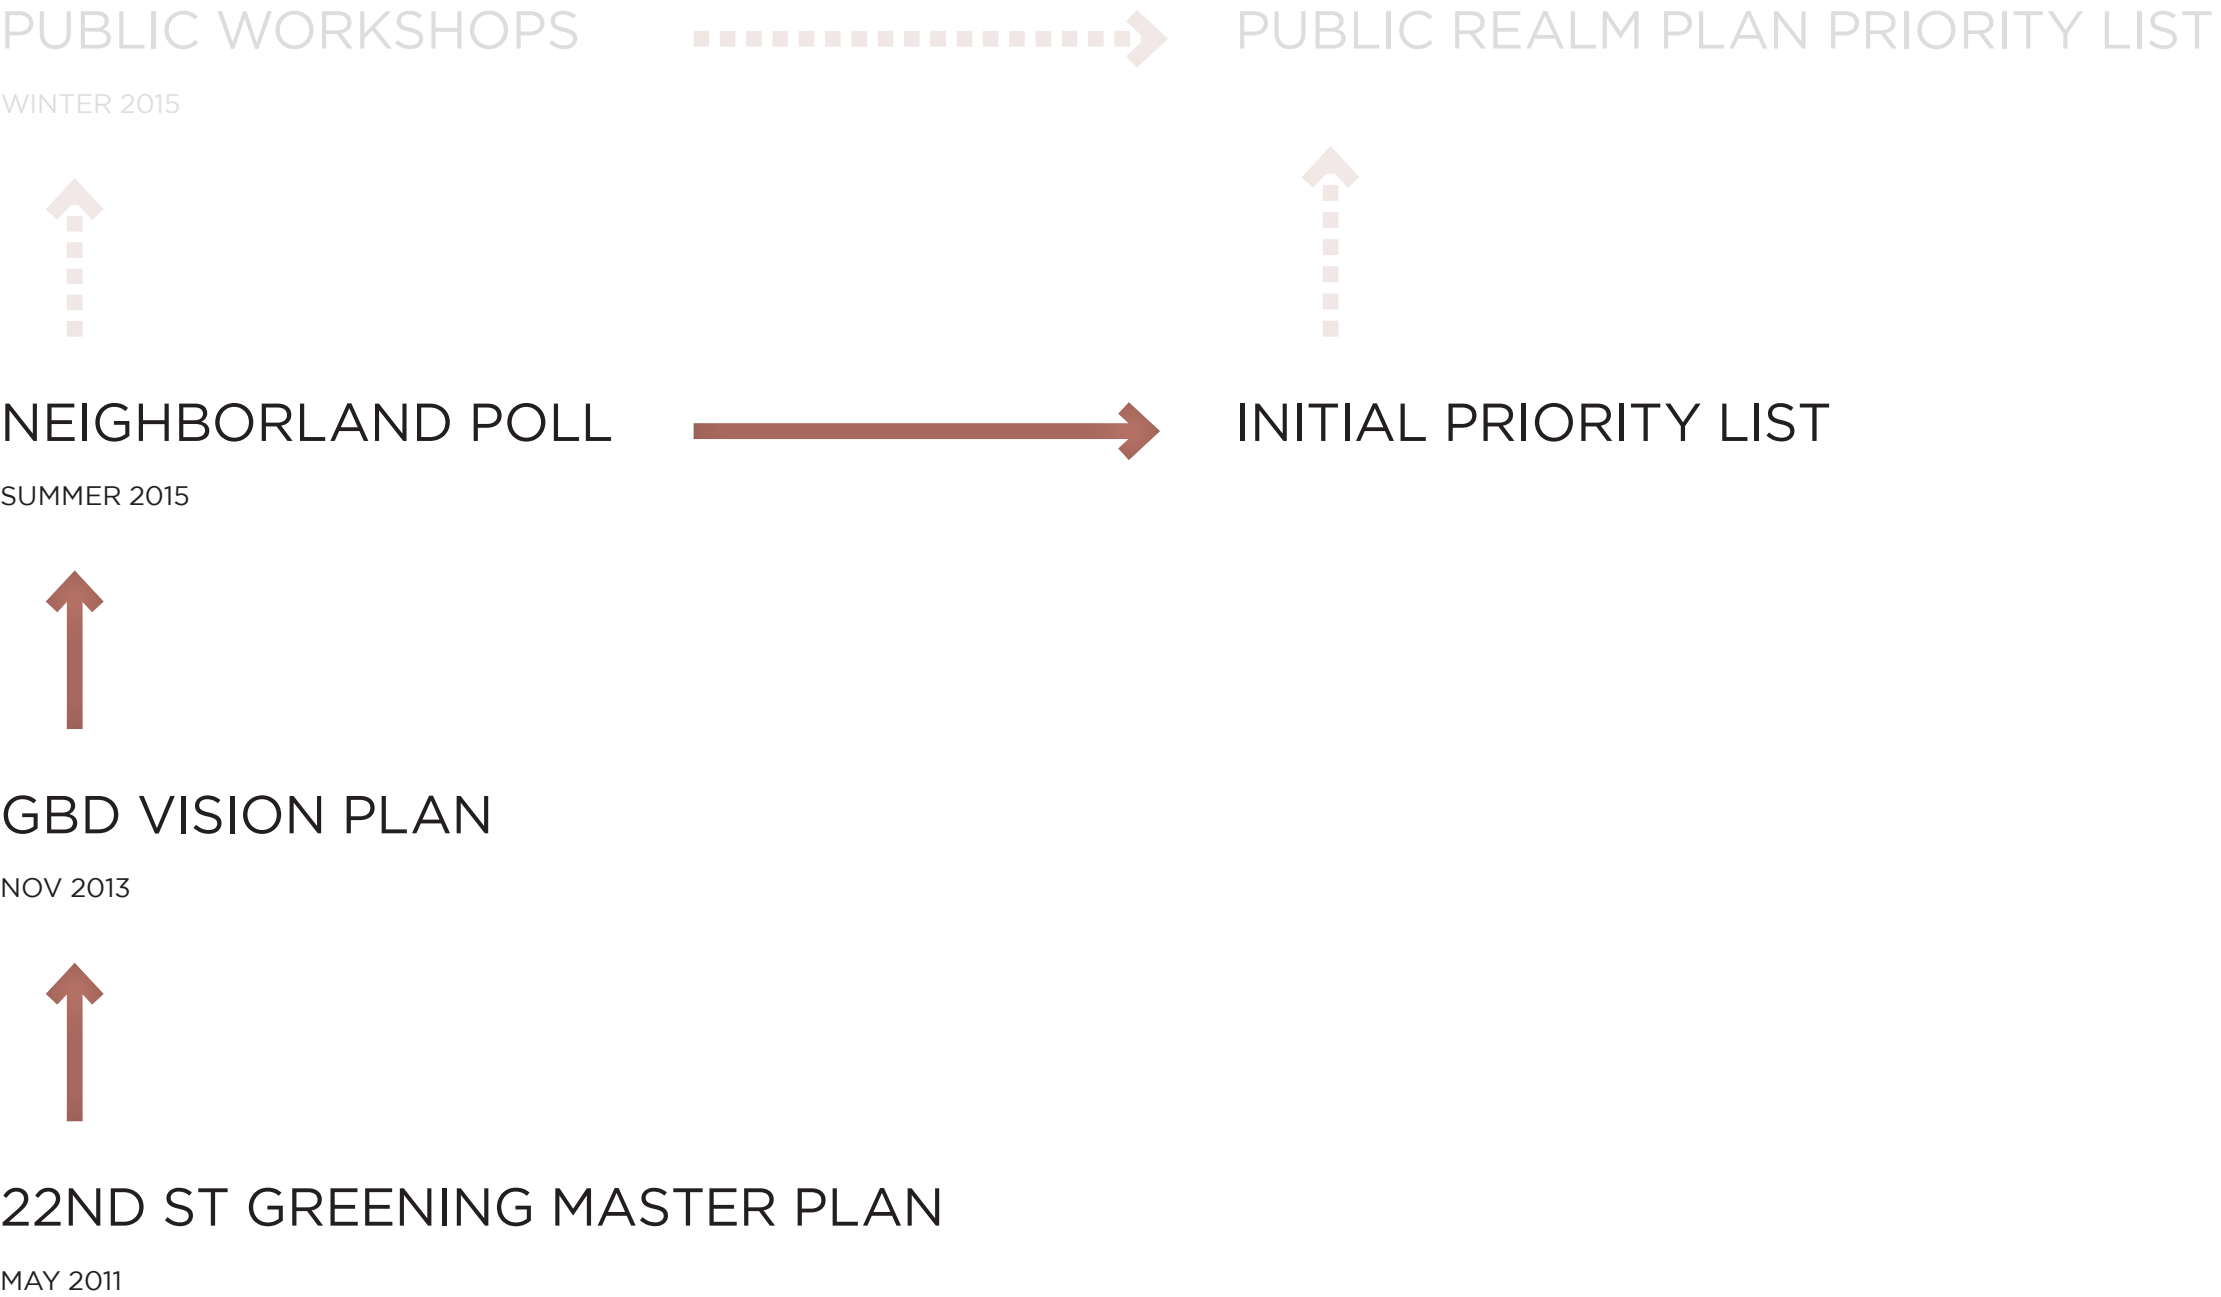 PUBLIC WORKSHOPS
PUBLIC REALM PLAN PRIORITY LIST
WINTER 2015
NEIGHBORLAND POLL
INITIAL PRIORITY LIST
SUMMER 2015
GBD VISION PLAN
NOV 2013
22ND ST GREENING MASTER PLAN
MAY 2011